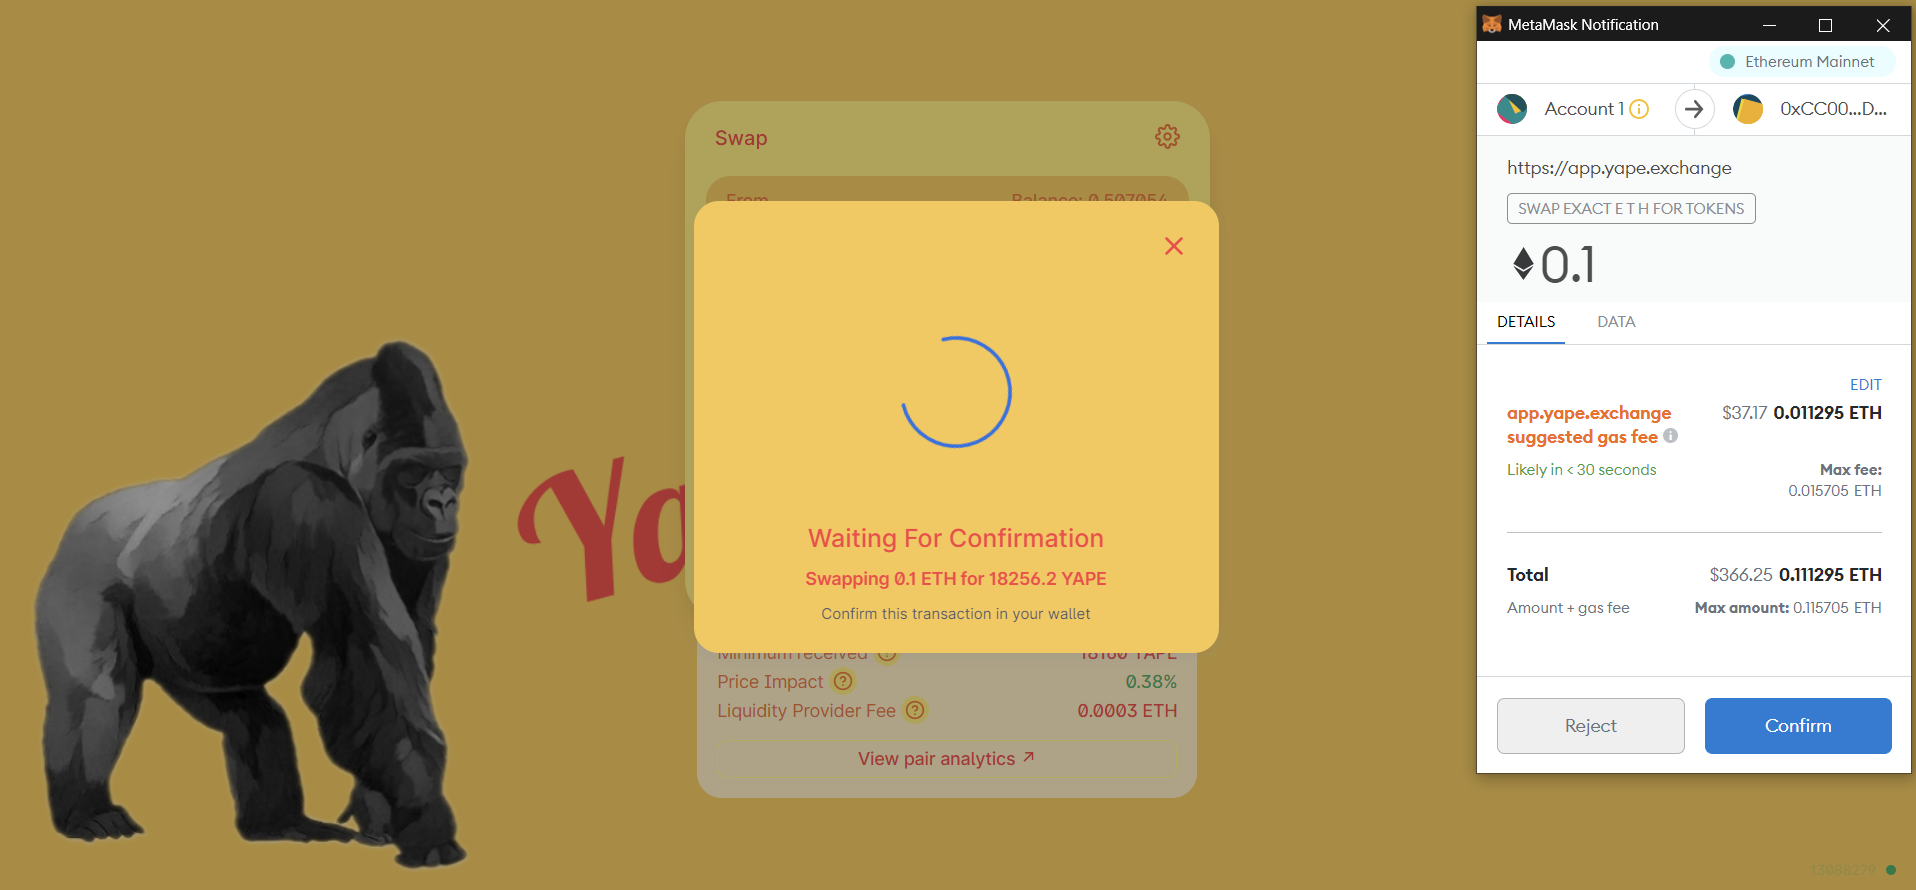 Swap
From
Balance: 0.507054
Ya
Waiting For Confirmation
Swapping 0.1 ETH for 18256.2 YAPE
Confirm this transaction in your wallet
Minimum received
18160 YAPE
Price Impact ?
0.38%
Liquidity Provider Fee ?
0.0003 ETH
View pair analytics ↗
MetaMask Notification
Ethereum Mainnet
Account 1
0xCC00...D...
https://app.yape.exchange
SWAP EXACT E T H FOR TOKENS
0.1
DETAILS
DATA
EDIT
app.yape.exchange
suggested gas fee
$37.17 0.011295 ETH
Likely in < 30 seconds
Max fee:
0.015705 ETH
Total
$366.25 0.111295 ETH
Amount + gas fee
Max amount: 0.115705 ETH
Reject
Confirm
13088279